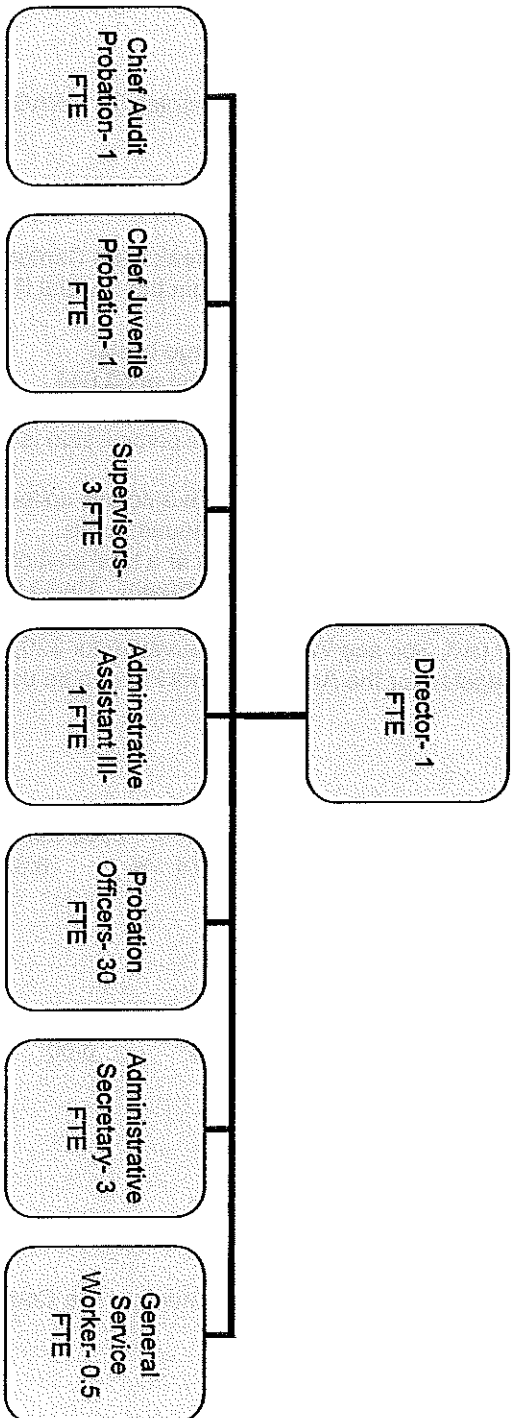 Director- 1
FTE
Chief Audit
Probation- 1
FTE
Chief Juvenile
Probation- 1
FTE
Supervisors-
3 FTE
Adminstrative
Assistant III-
1 FTE
Probation
Officers- 30
FTE
Administrative
Secretary- 3
FTE
General
Service
Worker- 0.5
FTE